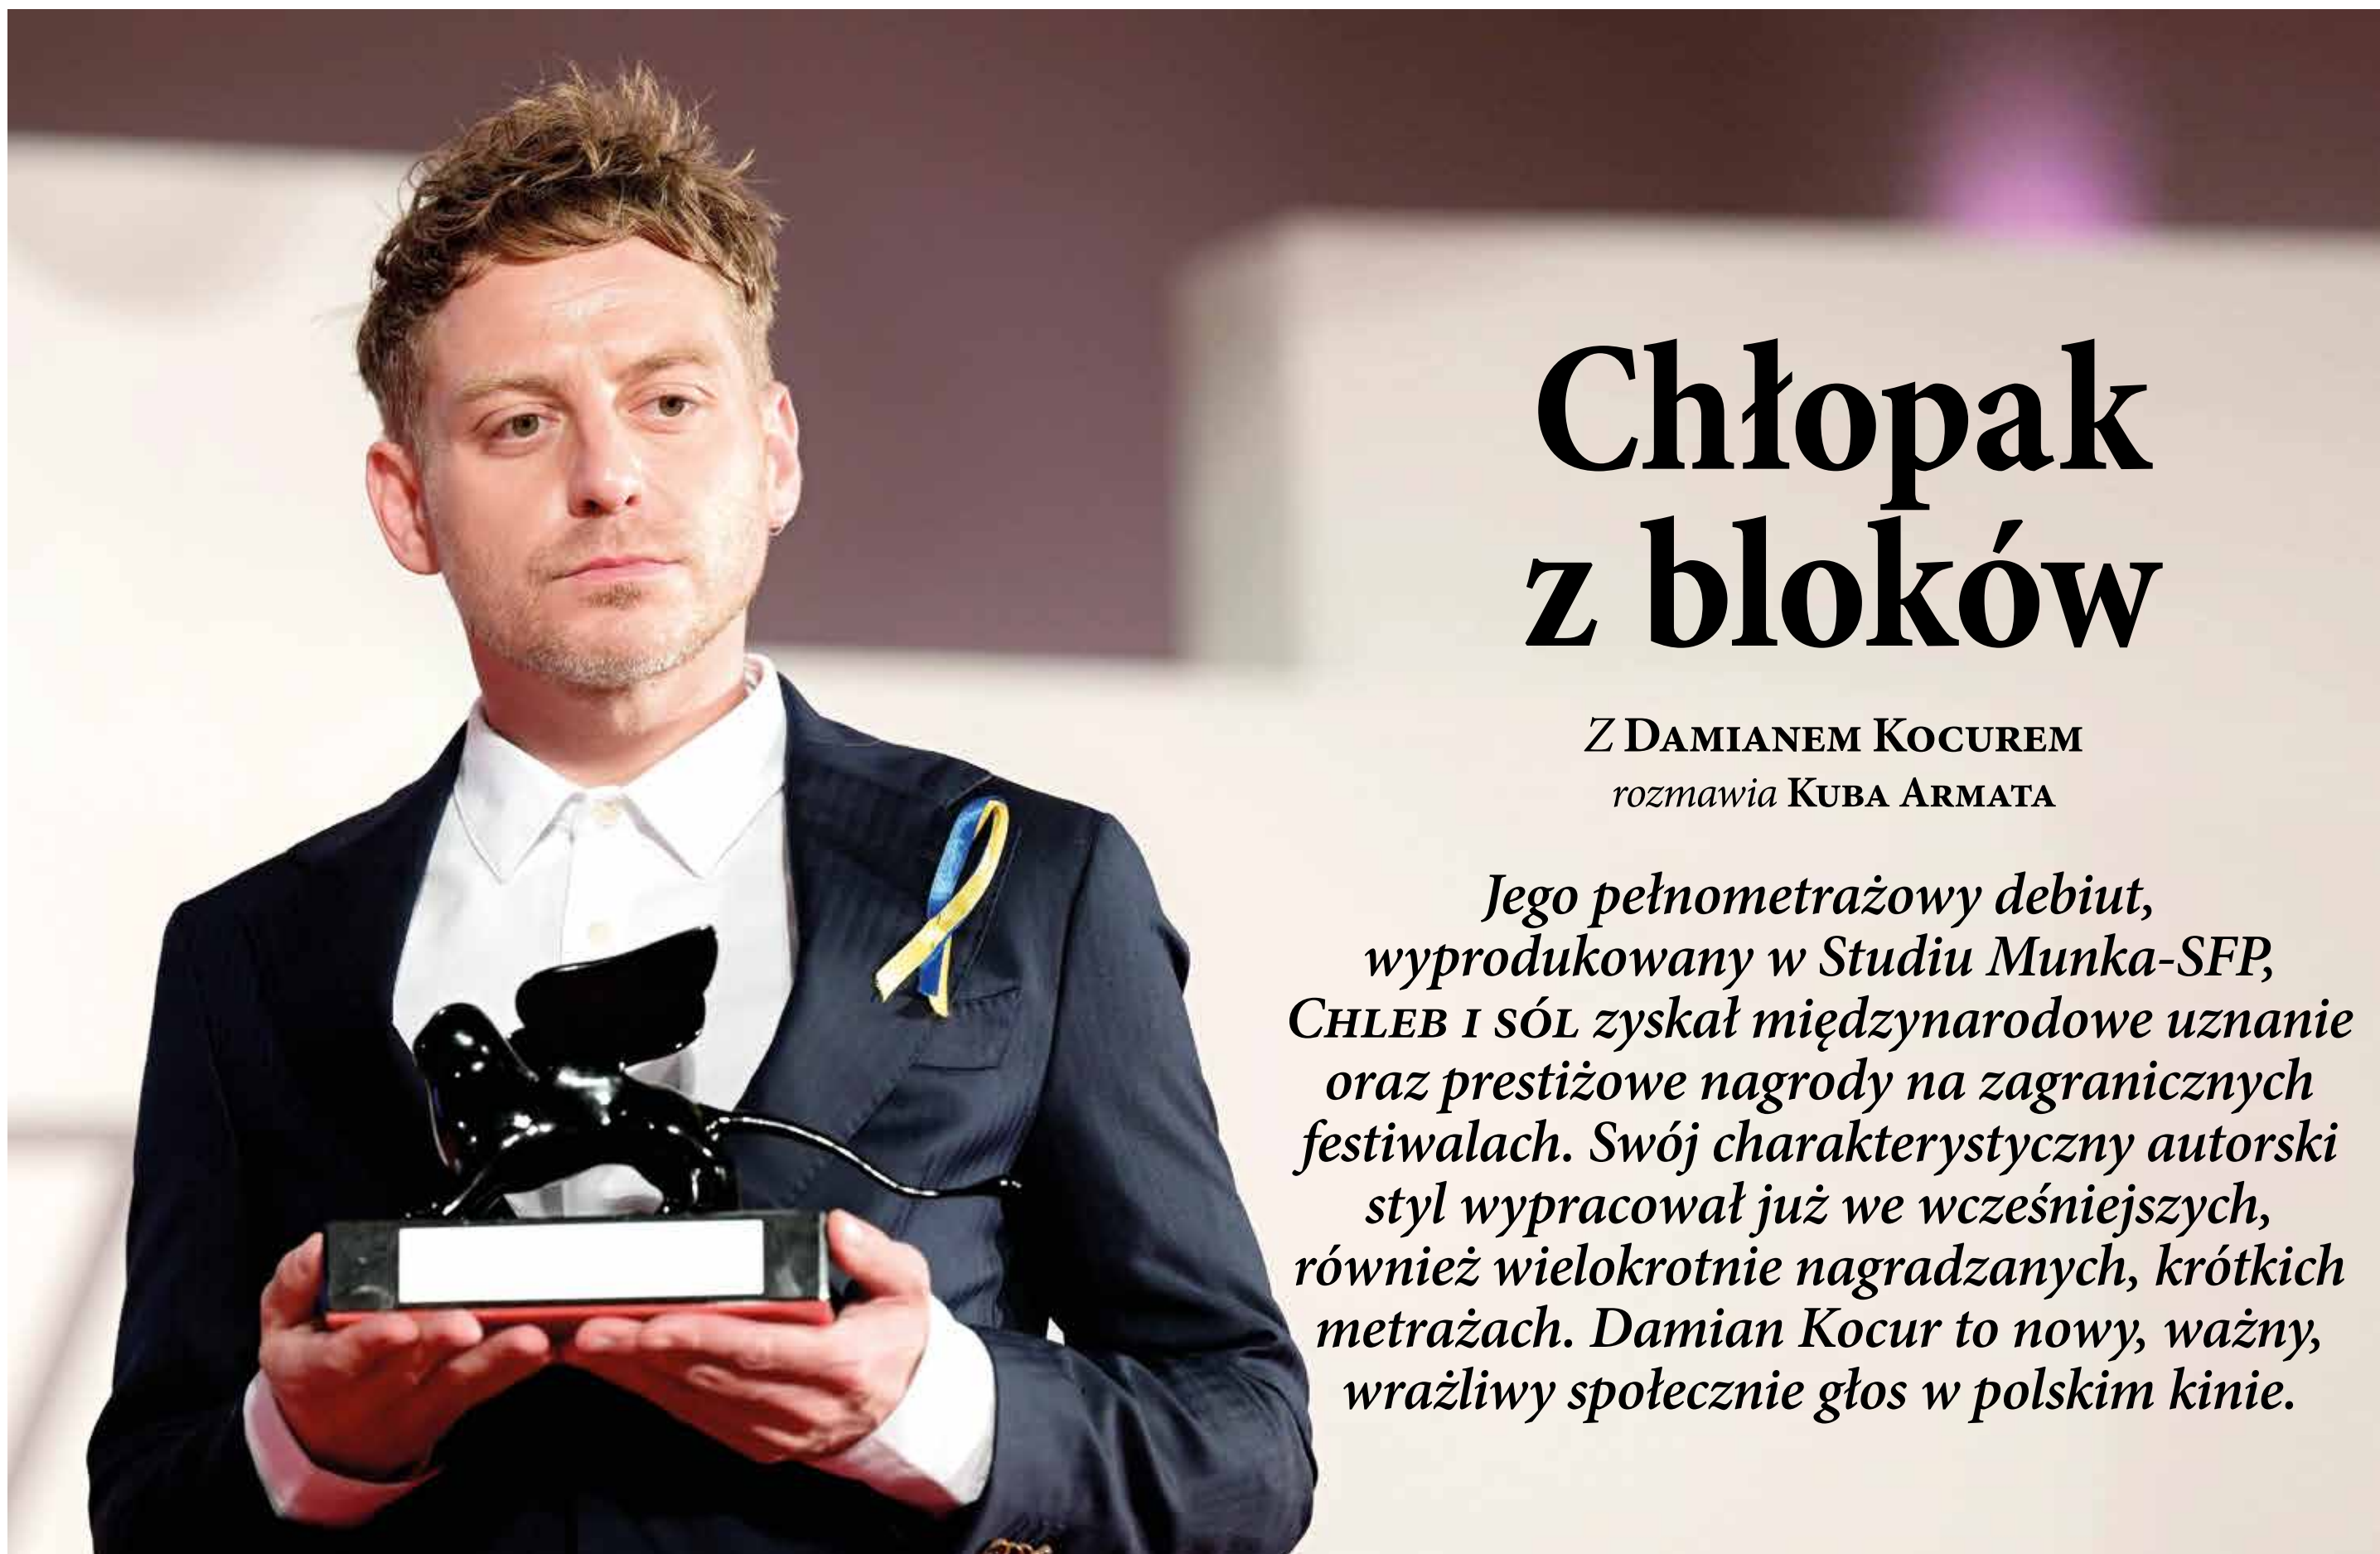 Chłopak
z bloków
Z DAMIANEM KOCUREM
rozmawia KUBA ARMATA
Jego pełnometrażowy debiut,
wyprodukowany w Studiu Munka-SFP,
CHLEB I SÓL zyskał międzynarodowe uznanie
oraz prestiżowe nagrody na zagranicznych
festiwalach. Swój charakterystyczny autorski
styl wypracował już we wcześniejszych,
również wielokrotnie nagradzanych, krótkich
metrażach. Damian Kocur to nowy, ważny,
wrażliwy społecznie głos w polskim kinie.